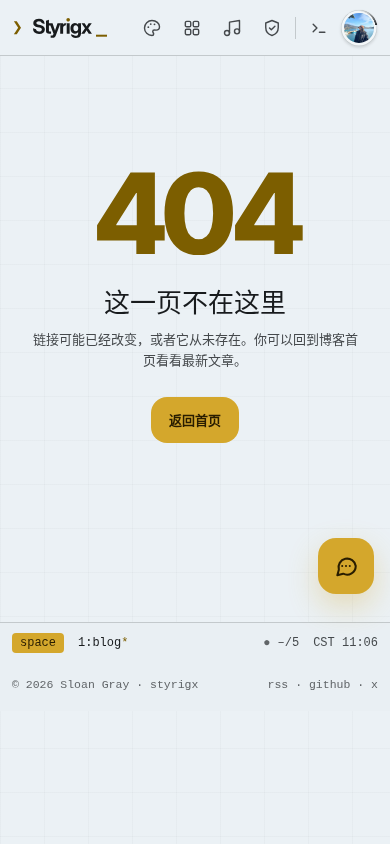 ❯ Styrigx _
404
这一页不在这里
链接可能已经改变，或者它从未存在。你可以回到博客首
页看看最新文章。
返回首页
space 1:blog* ● –/5 CST 11:06
© 2026 Sloan Gray · styrigx rss · github · x